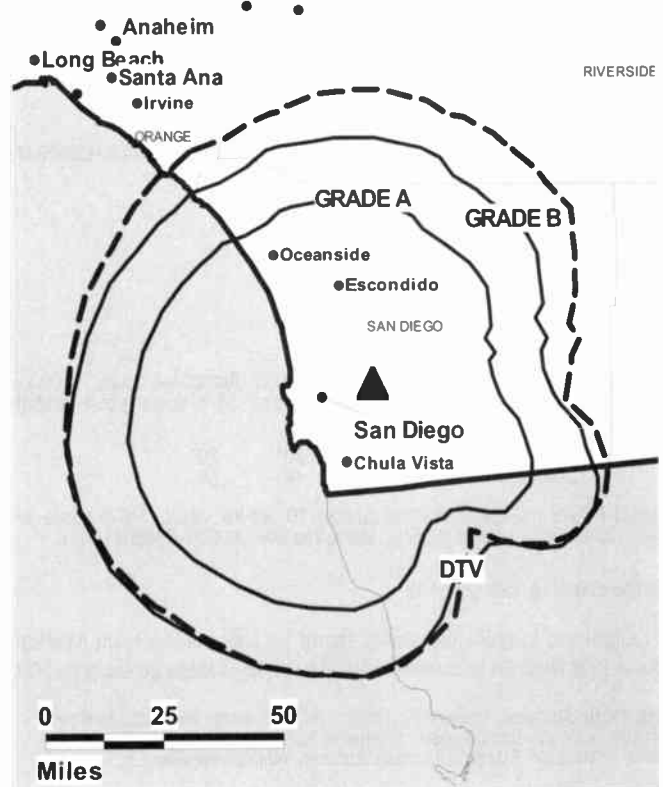 Anaheim
Long Beach
Santa Ana
Irvine
ORANGE
RIVERSIDE
GRADE A
GRADE B
Oceanside
Escondido
SAN DIEGO
San Diego
Chula Vista
DTV
0 25 50
Miles